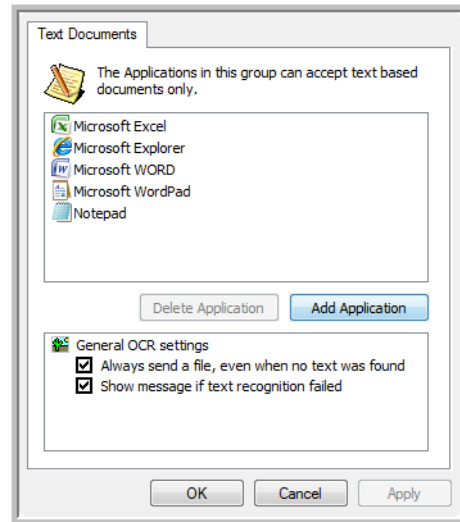 Text Documents
The Applications in this group can accept text based
documents only.
Microsoft Excel
Microsoft Explorer
Microsoft WORD
Microsoft WordPad
Notepad
Delete Application Add Application
General OCR settings
Always send a file, even when no text was found
Show message if text recognition failed
OK Cancel Apply